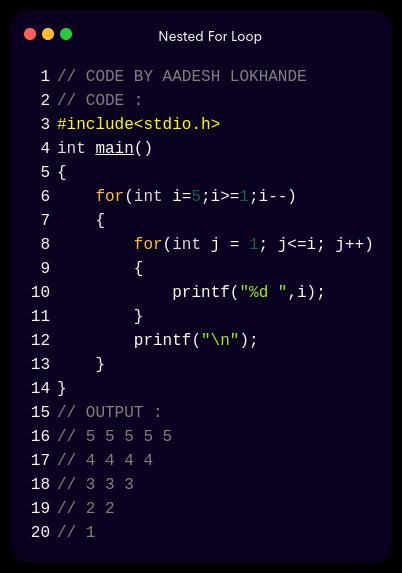 Nested For Loop
1 // CODE BY AADESH LOKHANDE
2 // CODE :
3 #include<stdio.h>
4 int main()
5 {
6     for(int i=5;i>=1;i--)
7     {
8         for(int j = 1; j<=i; j++)
9         {
10             printf("%d ",i);
11         }
12         printf("\n");
13     }
14 }
15 // OUTPUT :
16 // 5 5 5 5 5
17 // 4 4 4 4
18 // 3 3 3
19 // 2 2
20 // 1